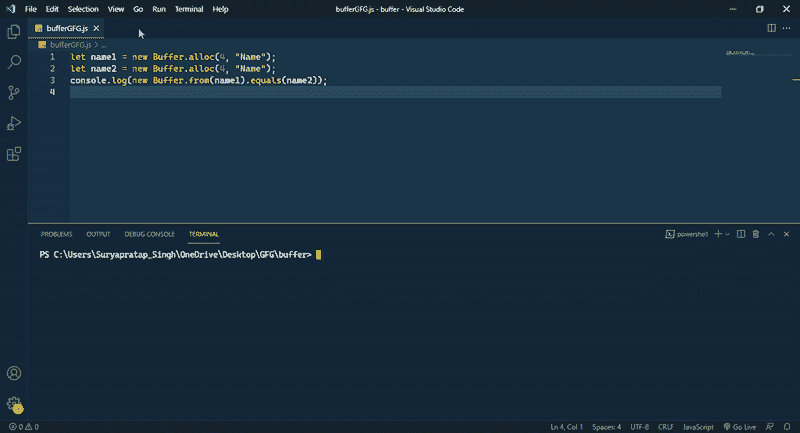 File Edit Selection View Go Run Terminal Help bufferGFG.js - buffer - Visual Studio Code
bufferGFG.js
bufferGFG.js > ...
1 let name1 = new Buffer.alloc(4, "Name");
2 let name2 = new Buffer.alloc(4, "Name");
3 console.log(new Buffer.from(name1).equals(name2));
4
PROBLEMS OUTPUT DEBUG CONSOLE TERMINAL powershell
PS C:\Users\Suryapratap_Singh\OneDrive\Desktop\GFG\buffer>
0 0 Ln 4, Col 1 Spaces: 4 UTF-8 CRLF JavaScript Go Live